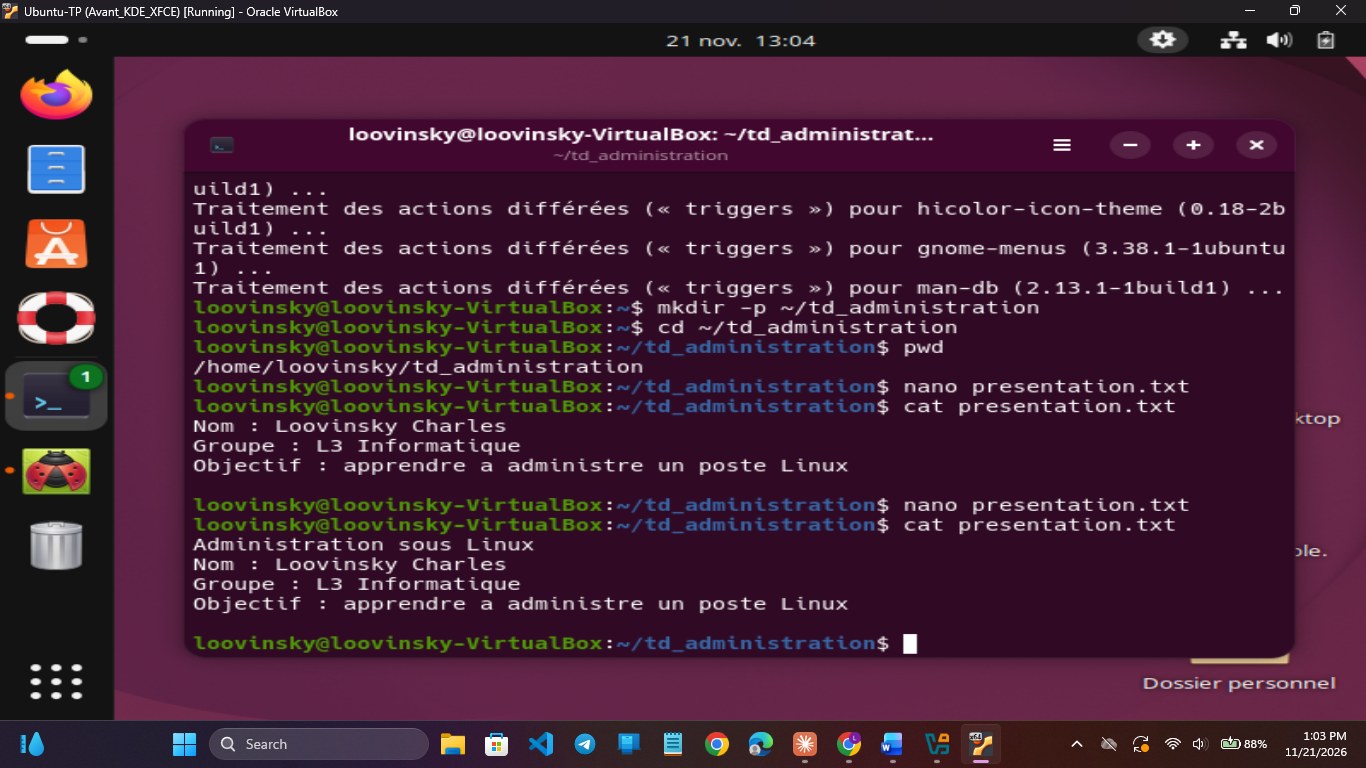 Ubuntu-TP (Avant_KDE_XFCE) [Running] - Oracle VirtualBox
21 nov. 13:04
loovinsky@loovinsky-VirtualBox: ~/td_administrat...
~/td_administration
uild1) ...
Traitement des actions différées (« triggers ») pour hicolor-icon-theme (0.18-2b
uild1) ...
Traitement des actions différées (« triggers ») pour gnome-menus (3.38.1-1ubuntu
1) ...
Traitement des actions différées (« triggers ») pour man-db (2.13.1-1build1) ...
loovinsky@loovinsky-VirtualBox:~$ mkdir -p ~/td_administration
loovinsky@loovinsky-VirtualBox:~$ cd ~/td_administration
loovinsky@loovinsky-VirtualBox:~/td_administration$ pwd
/home/loovinsky/td_administration
loovinsky@loovinsky-VirtualBox:~/td_administration$ nano presentation.txt
loovinsky@loovinsky-VirtualBox:~/td_administration$ cat presentation.txt
Nom : Loovinsky Charles
Groupe : L3 Informatique
Objectif : apprendre a administre un poste Linux
loovinsky@loovinsky-VirtualBox:~/td_administration$ nano presentation.txt
loovinsky@loovinsky-VirtualBox:~/td_administration$ cat presentation.txt
Administration sous Linux
Nom : Loovinsky Charles
Groupe : L3 Informatique
Objectif : apprendre a administre un poste Linux
loovinsky@loovinsky-VirtualBox:~/td_administration$
1
>_
ktop
ble.
Dossier personnel
Search
88%
1:03 PM
11/21/2026